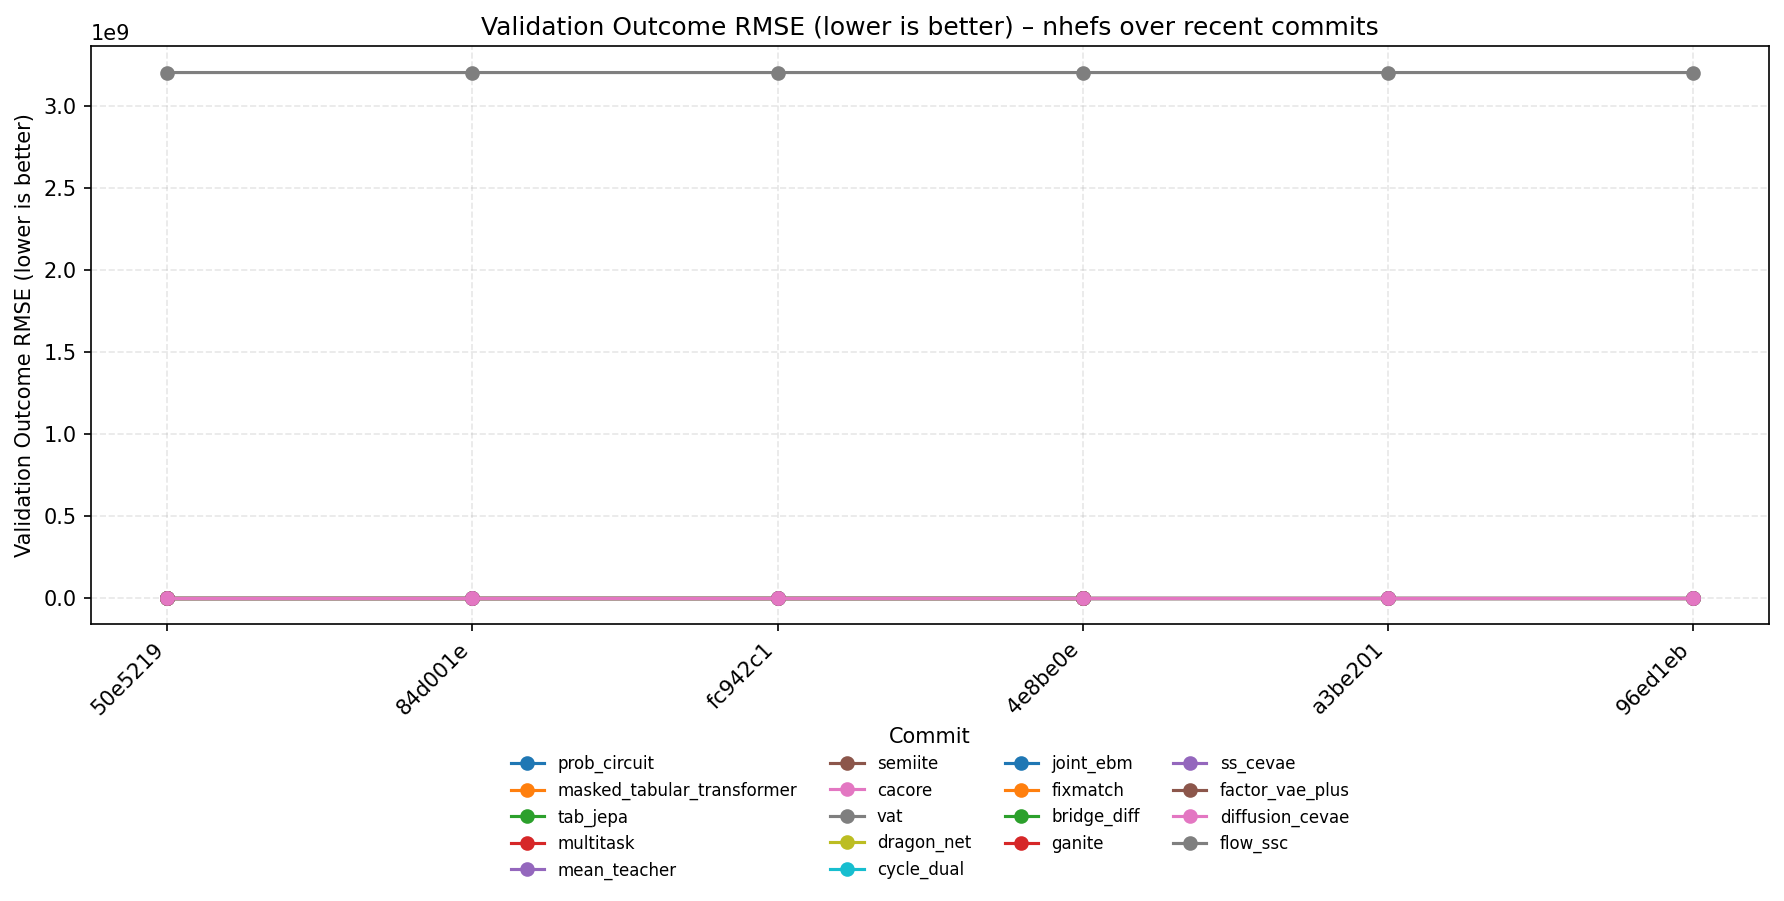 Validation Outcome RMSE (lower is better) – nhefs over recent commits
1e9
Validation Outcome RMSE (lower is better)
3.0
2.5
2.0
1.5
1.0
0.5
0.0
50e5219
84d001e
fc942c1
4e8be0e
a3be201
96ed1eb
Commit
prob_circuit
masked_tabular_transformer
tab_jepa
multitask
mean_teacher
semiite
cacore
vat
dragon_net
cycle_dual
joint_ebm
fixmatch
bridge_diff
ganite
ss_cevae
factor_vae_plus
diffusion_cevae
flow_ssc